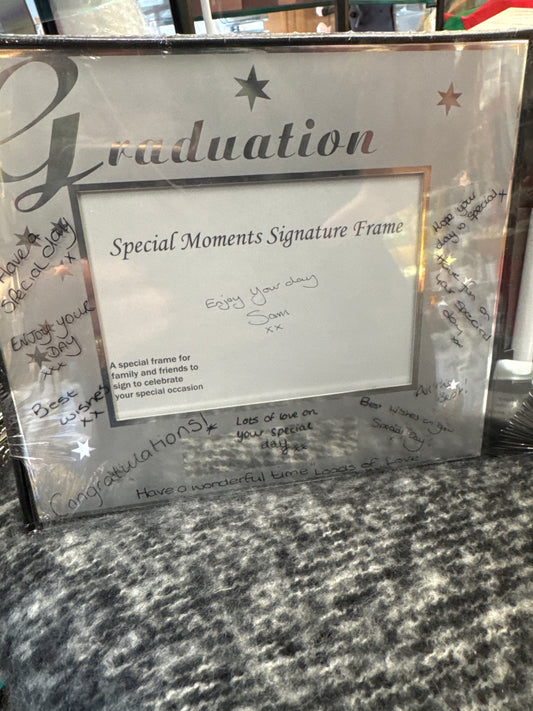 Graduation
Special Moments Signature Frame
Enjoy your day
Sam
xx
A special frame for
family and friends to
sign to celebrate
your special occasion
Have a
Special day
x
Enjoy your
DAY
xx
Best
wishes
xx
Congratulations!
x
Lots of love on
your special
day
xx
Have a wonderful time Loads of Love
Best Wishes on your
Special Day
Hope your
day is special
x